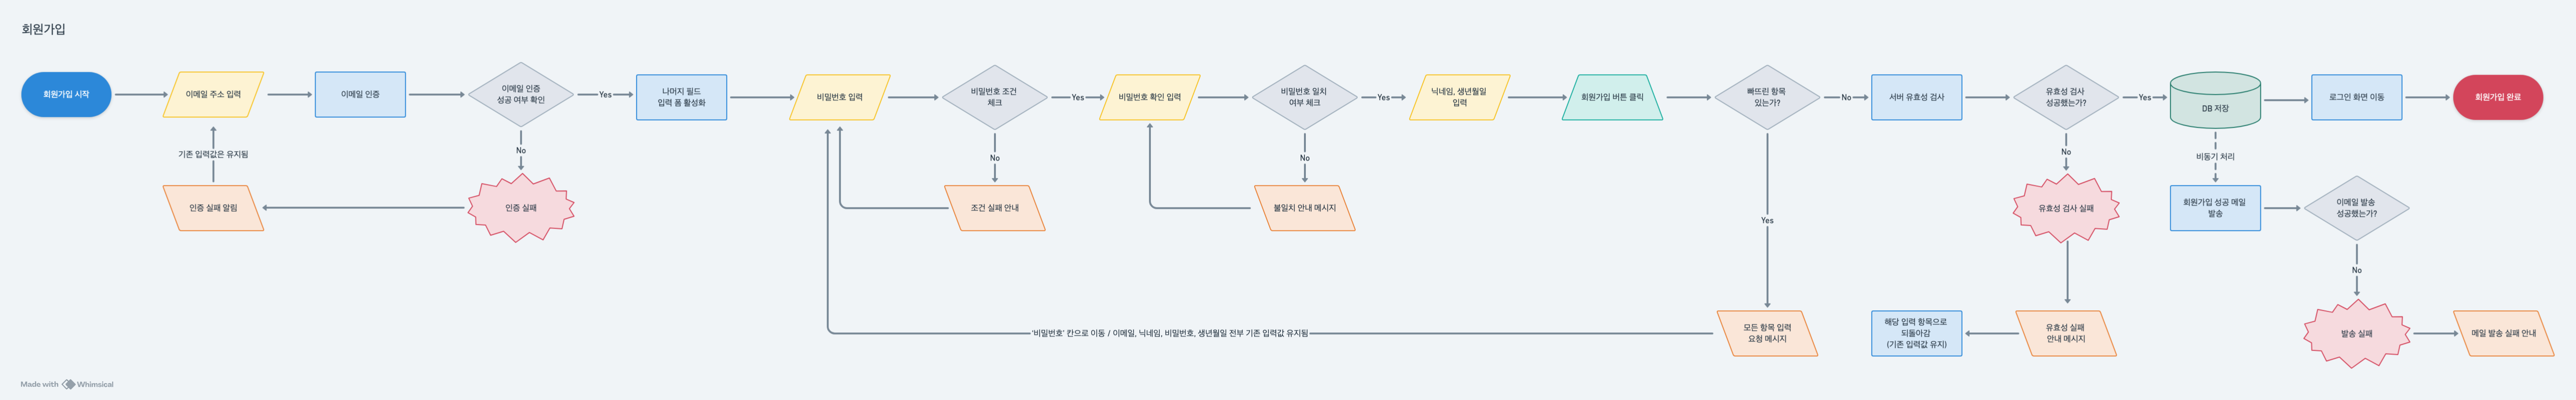 회원가입
회원가입 시작
이메일 주소 입력
이메일 인증
이메일 인증
성공 여부 확인
Yes
나머지 필드
입력 폼 활성화
비밀번호 입력
비밀번호 조건
체크
Yes
비밀번호 확인 입력
비밀번호 일치
여부 체크
Yes
닉네임, 생년월일
입력
회원가입 버튼 클릭
빠뜨린 항목
있는가?
No
서버 유효성 검사
유효성 검사
성공했는가?
Yes
DB 저장
로그인 화면 이동
회원가입 완료
기존 입력값은 유지됨
No
No
No
No
비동기 처리
인증 실패 알림
인증 실패
조건 실패 안내
불일치 안내 메시지
Yes
유효성 검사 실패
회원가입 성공 메일
발송
이메일 발송
성공했는가?
No
'비밀번호' 칸으로 이동 / 이메일, 닉네임, 비밀번호, 생년월일 전부 기존 입력값 유지됨
모든 항목 입력
요청 메시지
해당 입력 항목으로
되돌아감
(기존 입력값 유지)
유효성 실패
안내 메시지
발송 실패
메일 발송 실패 안내
Made with Whimsical